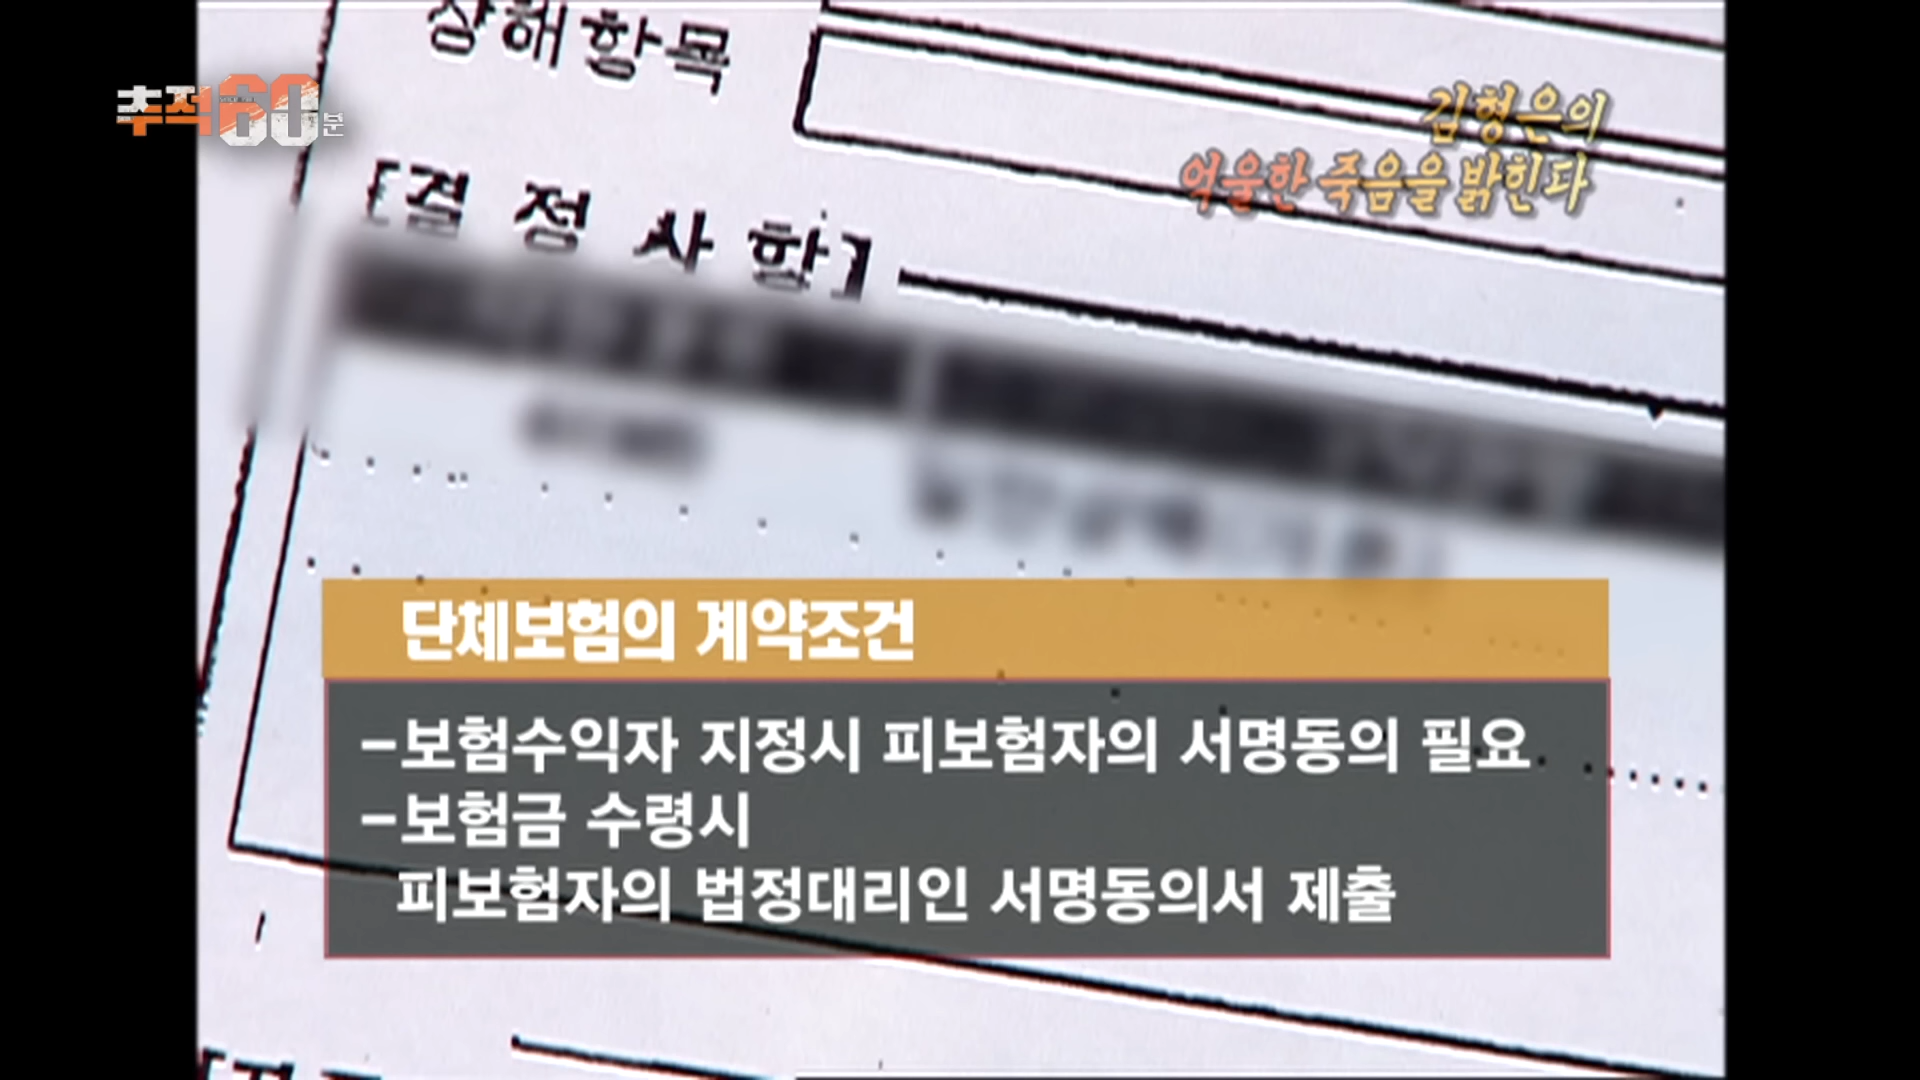 상해항목
추적60분
김형은의
억울한 죽음을 밝힌다
[결 정 사 항]
단체보험의 계약조건
-보험수익자 지정시 피보험자의 서명동의 필요
-보험금 수령시
피보험자의 법정대리인 서명동의서 제출